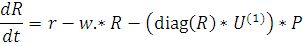 dR/dt = r − w.* R − (diag(R) * U⁽¹⁾) * P